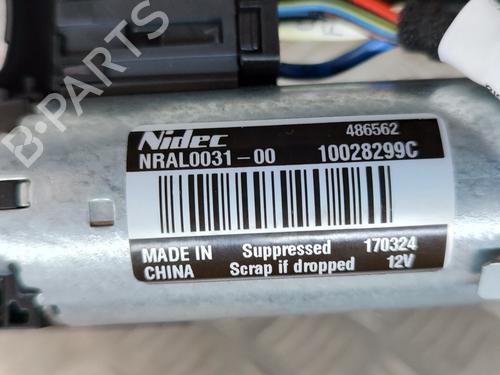 B-PARTS
Nidec 486562
NRAL0031-00 10028299C
MADE IN CHINA
Suppressed 170324
Scrap if dropped 12V